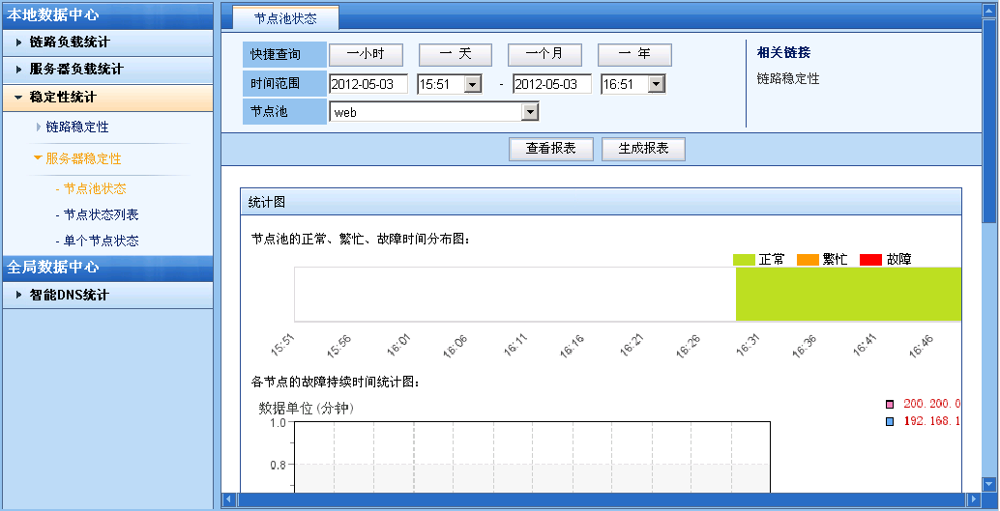 本地数据中心
链路负载统计
服务器负载统计
稳定性统计
链路稳定性
服务器稳定性
- 节点池状态
- 节点状态列表
- 单个节点状态
全局数据中心
智能DNS统计
节点池状态
快捷查询 一小时 一 天 一个月 一 年
时间范围 2012-05-03 15:51 - 2012-05-03 16:51
节点池 web
相关链接
链路稳定性
查看报表 生成报表
统计图
节点池的正常、繁忙、故障时间分布图:
正常 繁忙 故障
15:51 15:56 16:01 16:06 16:11 16:16 16:21 16:26 16:31 16:36 16:41 16:46
各节点的故障持续时间统计图:
数据单位(分钟)
200.200.0
192.168.1
1.0
0.8